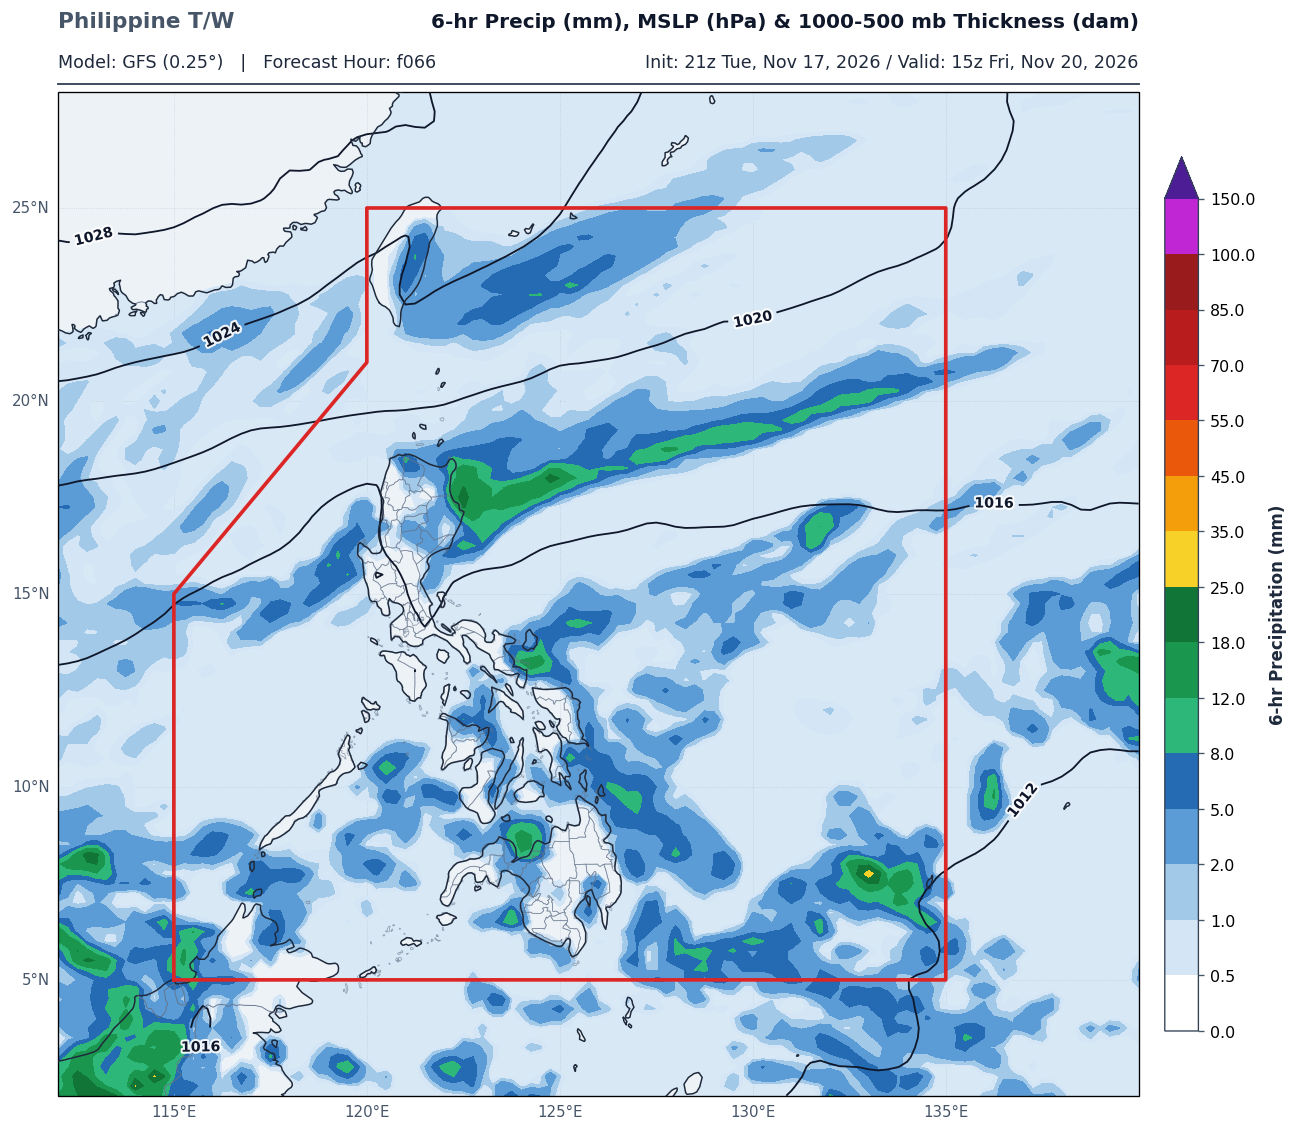 Philippine T/W
6-hr Precip (mm), MSLP (hPa) & 1000-500 mb Thickness (dam)
Model: GFS (0.25°) | Forecast Hour: f066
Init: 21z Tue, Nov 17, 2026 / Valid: 15z Fri, Nov 20, 2026
25°N
20°N
15°N
10°N
5°N
115°E
120°E
125°E
130°E
135°E
1028
1024
1020
1016
1012
1016
150.0
100.0
85.0
70.0
55.0
45.0
35.0
25.0
18.0
12.0
8.0
5.0
2.0
1.0
0.5
0.0
6-hr Precipitation (mm)